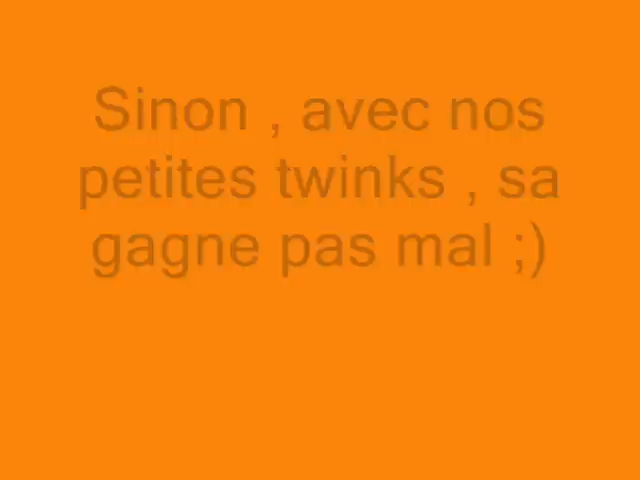 Sinon , avec nos
petites twinks , sa
gagne pas mal ;)